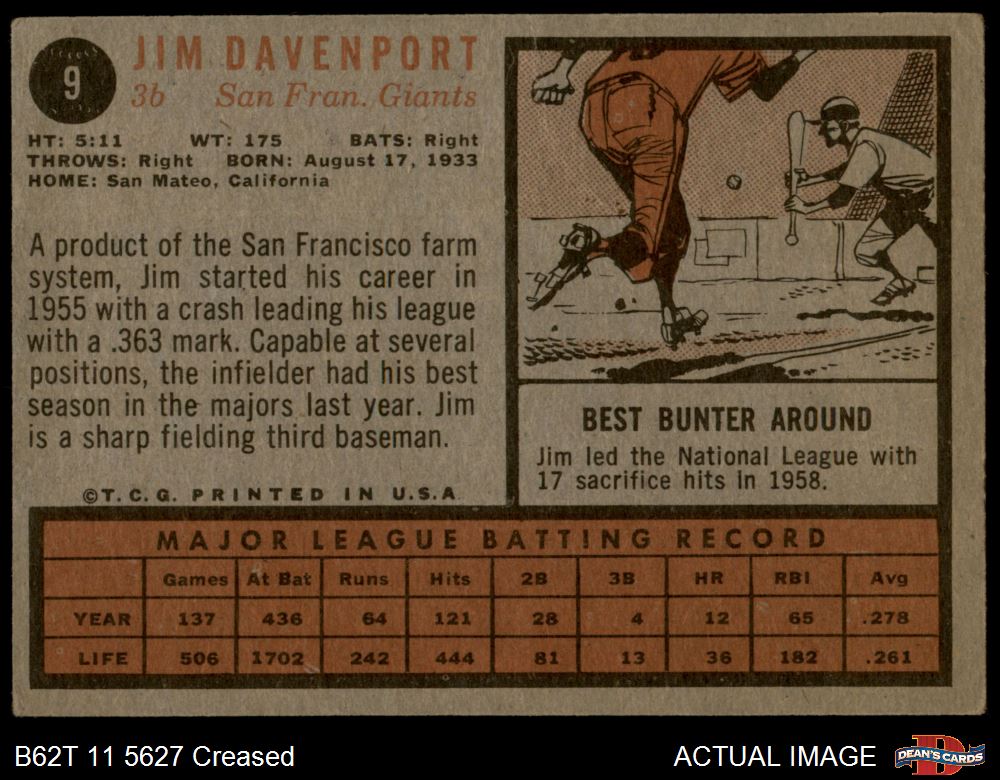 9
JIM DAVENPORT
3b San Fran. Giants
HT: 5:11 WT: 175 BATS: Right
THROWS: Right BORN: August 17, 1933
HOME: San Mateo, California
A product of the San Francisco farm
system, Jim started his career in
1955 with a crash leading his league
with a .363 mark. Capable at several
positions, the infielder had his best
season in the majors last year. Jim
is a sharp fielding third baseman.
©T.C.G. PRINTED IN U.S.A.
BEST BUNTER AROUND
Jim led the National League with
17 sacrifice hits in 1958.
MAJOR LEAGUE BATTING RECORD
Games At Bat Runs Hits 2B 3B HR RBI Avg
YEAR 137 436 64 121 28 4 12 65 .278
LIFE 506 1702 242 444 81 13 36 182 .261
B62T 11 5627 Creased ACTUAL IMAGE DEAN'S CARDS